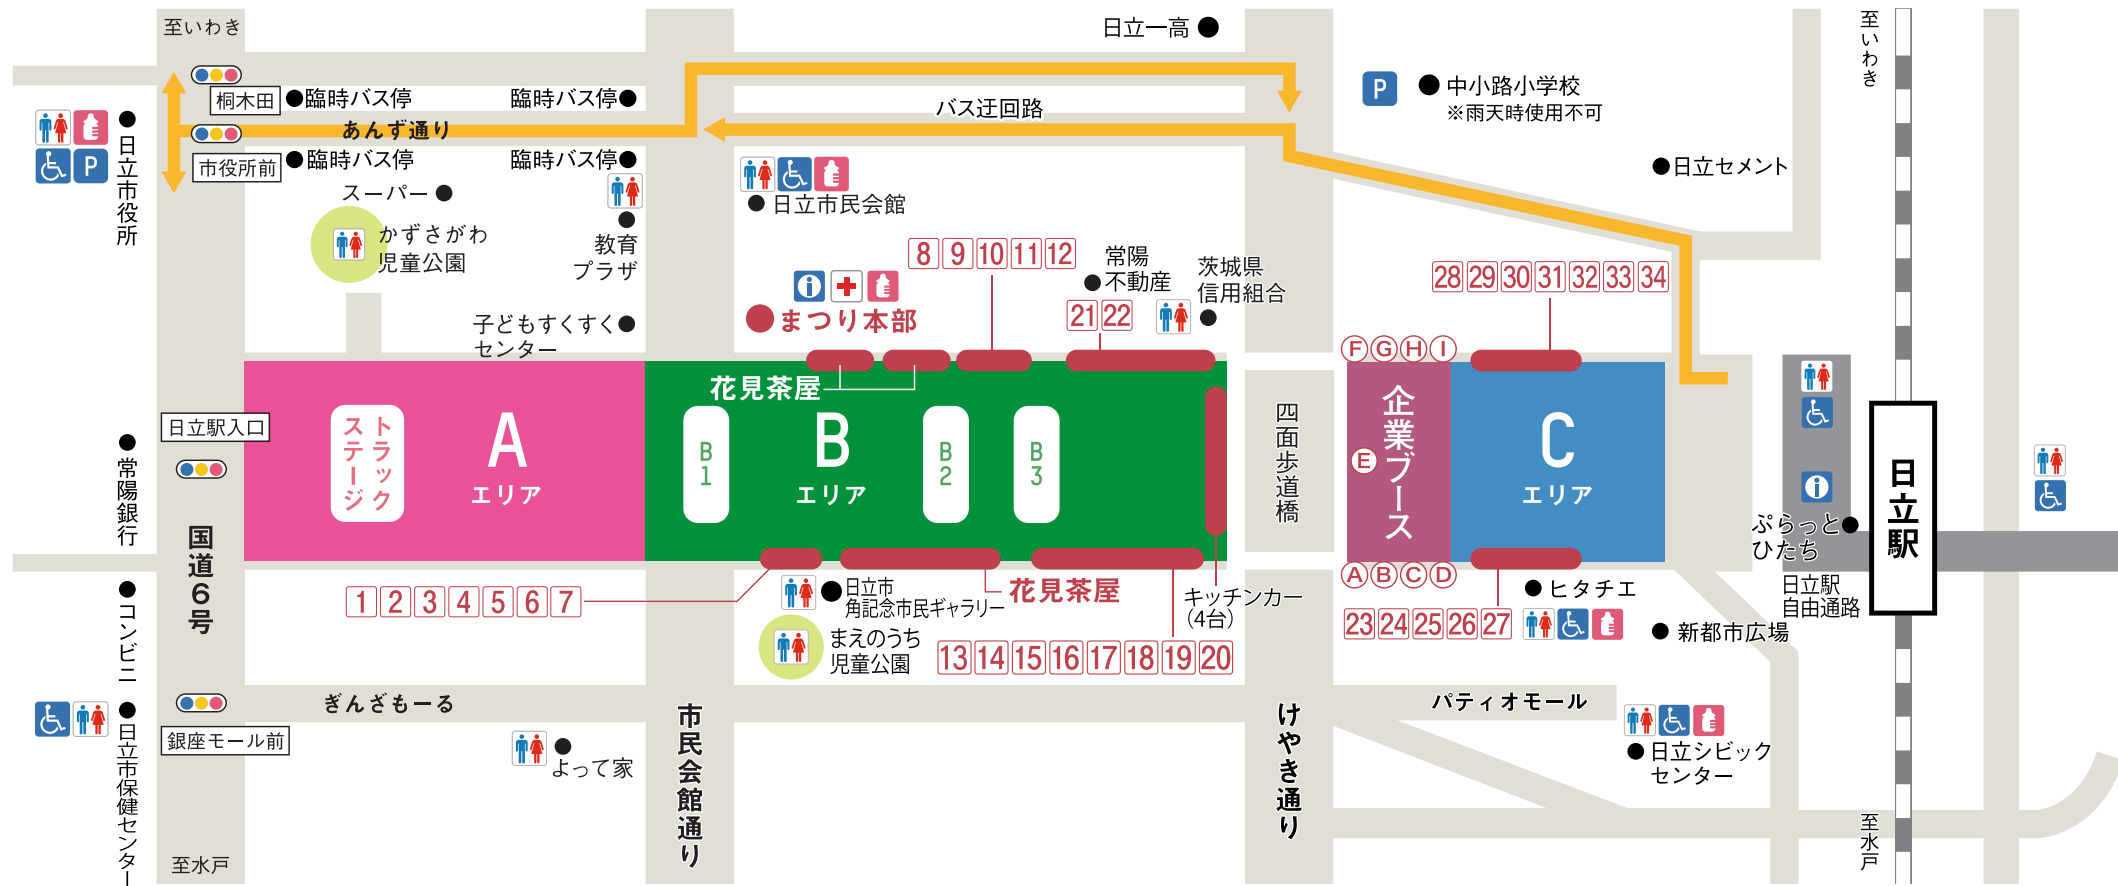 至いわき
日立一高
至いわき
桐木田
臨時バス停
臨時バス停
中小路小学校
※雨天時使用不可
P
バス迂回路
あんず通り
市役所前
臨時バス停
臨時バス停
日立セメント
P
日立市役所
スーパー
日立市民会館
かずさがわ
児童公園
教育
プラザ
8 9 10 11 12
常陽
不動産
茨城県
信用組合
28 29 30 31 32 33 34
まつり本部
21 22
子どもすくすく
センター
F G H I
花見茶屋
日立駅入口
トラック
ステージ
A
エリア
B1
B
エリア
B2
B3
四面歩道橋
企業ブース
E
C
エリア
日立駅
常陽銀行
国道6号
ぷらっと
ひたち
日立駅
自由通路
A B C D
1 2 3 4 5 6 7
日立市
角記念市民ギャラリー
花見茶屋
キッチンカー
(4台)
ヒタチエ
23 24 25 26 27
新都市広場
コンビニ
まえのうち
児童公園
13 14 15 16 17 18 19 20
ぎんざもーる
パティオモール
銀座モール前
日立市保健センター
よって家
市民会館通り
けやき通り
日立シビック
センター
至水戸
至水戸